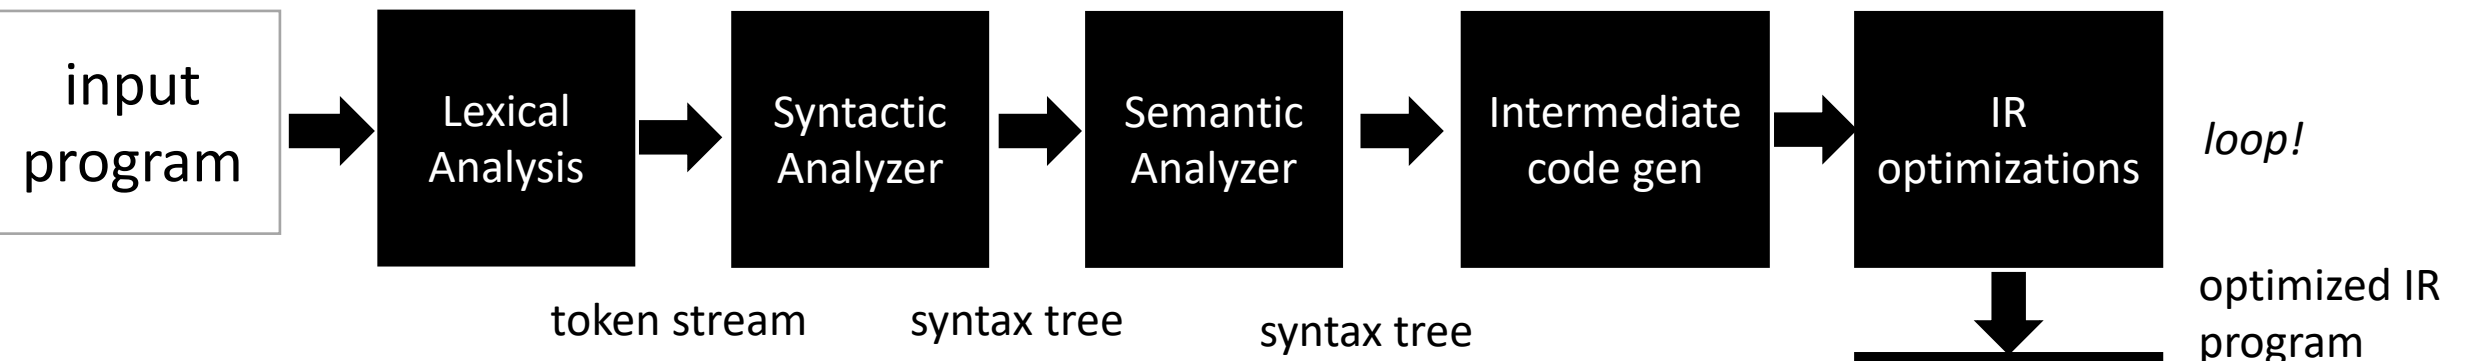 input
program
Lexical
Analysis
Syntactic
Analyzer
Semantic
Analyzer
Intermediate
code gen
IR
optimizations
loop!
token stream
syntax tree
syntax tree
optimized IR
program